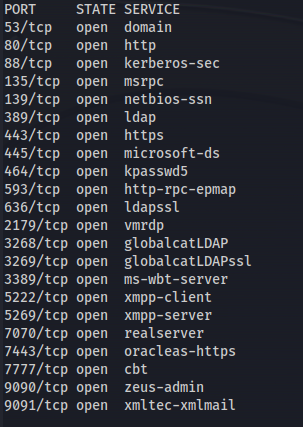 PORT STATE SERVICE
53/tcp open domain
80/tcp open http
88/tcp open kerberos-sec
135/tcp open msrpc
139/tcp open netbios-ssn
389/tcp open ldap
443/tcp open https
445/tcp open microsoft-ds
464/tcp open kpasswd5
593/tcp open http-rpc-epmap
636/tcp open ldapssl
2179/tcp open vmrdp
3268/tcp open globalcatLDAP
3269/tcp open globalcatLDAPssl
3389/tcp open ms-wbt-server
5222/tcp open xmpp-client
5269/tcp open xmpp-server
7070/tcp open realserver
7443/tcp open oracleas-https
7777/tcp open cbt
9090/tcp open zeus-admin
9091/tcp open xmltec-xmlmail